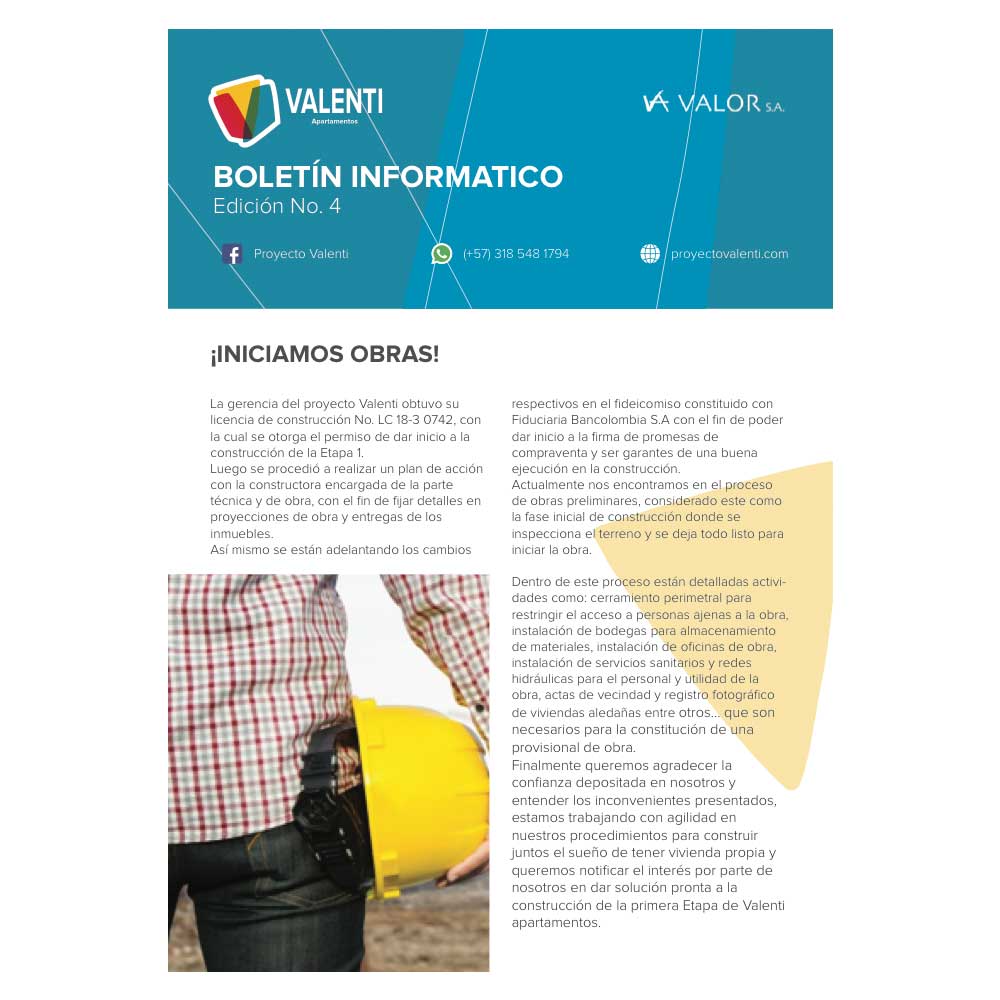 VALENTI
Apartamentos
VA VALOR S.A.
BOLETÍN INFORMATICO
Edición No. 4
Proyecto Valenti
(+57) 318 548 1794
proyectovalenti.com
¡INICIAMOS OBRAS!
La gerencia del proyecto Valenti obtuvo su
licencia de construcción No. LC 18-3 0742, con
la cual se otorga el permiso de dar inicio a la
construcción de la Etapa 1.
Luego se procedió a realizar un plan de acción
con la constructora encargada de la parte
técnica y de obra, con el fin de fijar detalles en
proyecciones de obra y entregas de los
inmuebles.
Así mismo se están adelantando los cambios
respectivos en el fideicomiso constituido con
Fiduciaria Bancolombia S.A con el fin de poder
dar inicio a la firma de promesas de
compraventa y ser garantes de una buena
ejecución en la construcción.
Actualmente nos encontramos en el proceso
de obras preliminares, considerado este como
la fase inicial de construcción donde se
inspecciona el terreno y se deja todo listo para
iniciar la obra.
Dentro de este proceso están detalladas activi-
dades como: cerramiento perimetral para
restringir el acceso a personas ajenas a la obra,
instalación de bodegas para almacenamiento
de materiales, instalación de oficinas de obra,
instalación de servicios sanitarios y redes
hidráulicas para el personal y utilidad de la
obra, actas de vecindad y registro fotográfico
de viviendas aledañas entre otros... que son
necesarios para la constitución de una
provisional de obra.
Finalmente queremos agradecer la
confianza depositada en nosotros y
entender los inconvenientes presentados,
estamos trabajando con agilidad en
nuestros procedimientos para construir
juntos el sueño de tener vivienda propia y
queremos notificar el interés por parte de
nosotros en dar solución pronta a la
construcción de la primera Etapa de Valenti
apartamentos.